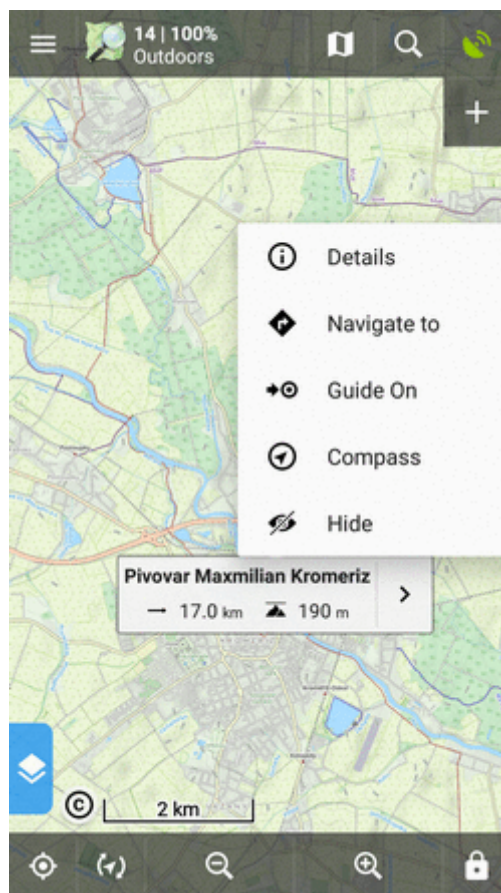 14 | 100%
Outdoors
Details
Navigate to
Guide On
Compass
Hide
Pivovar Maxmilian Kromeriz
17.0 km 190 m
© 2 km